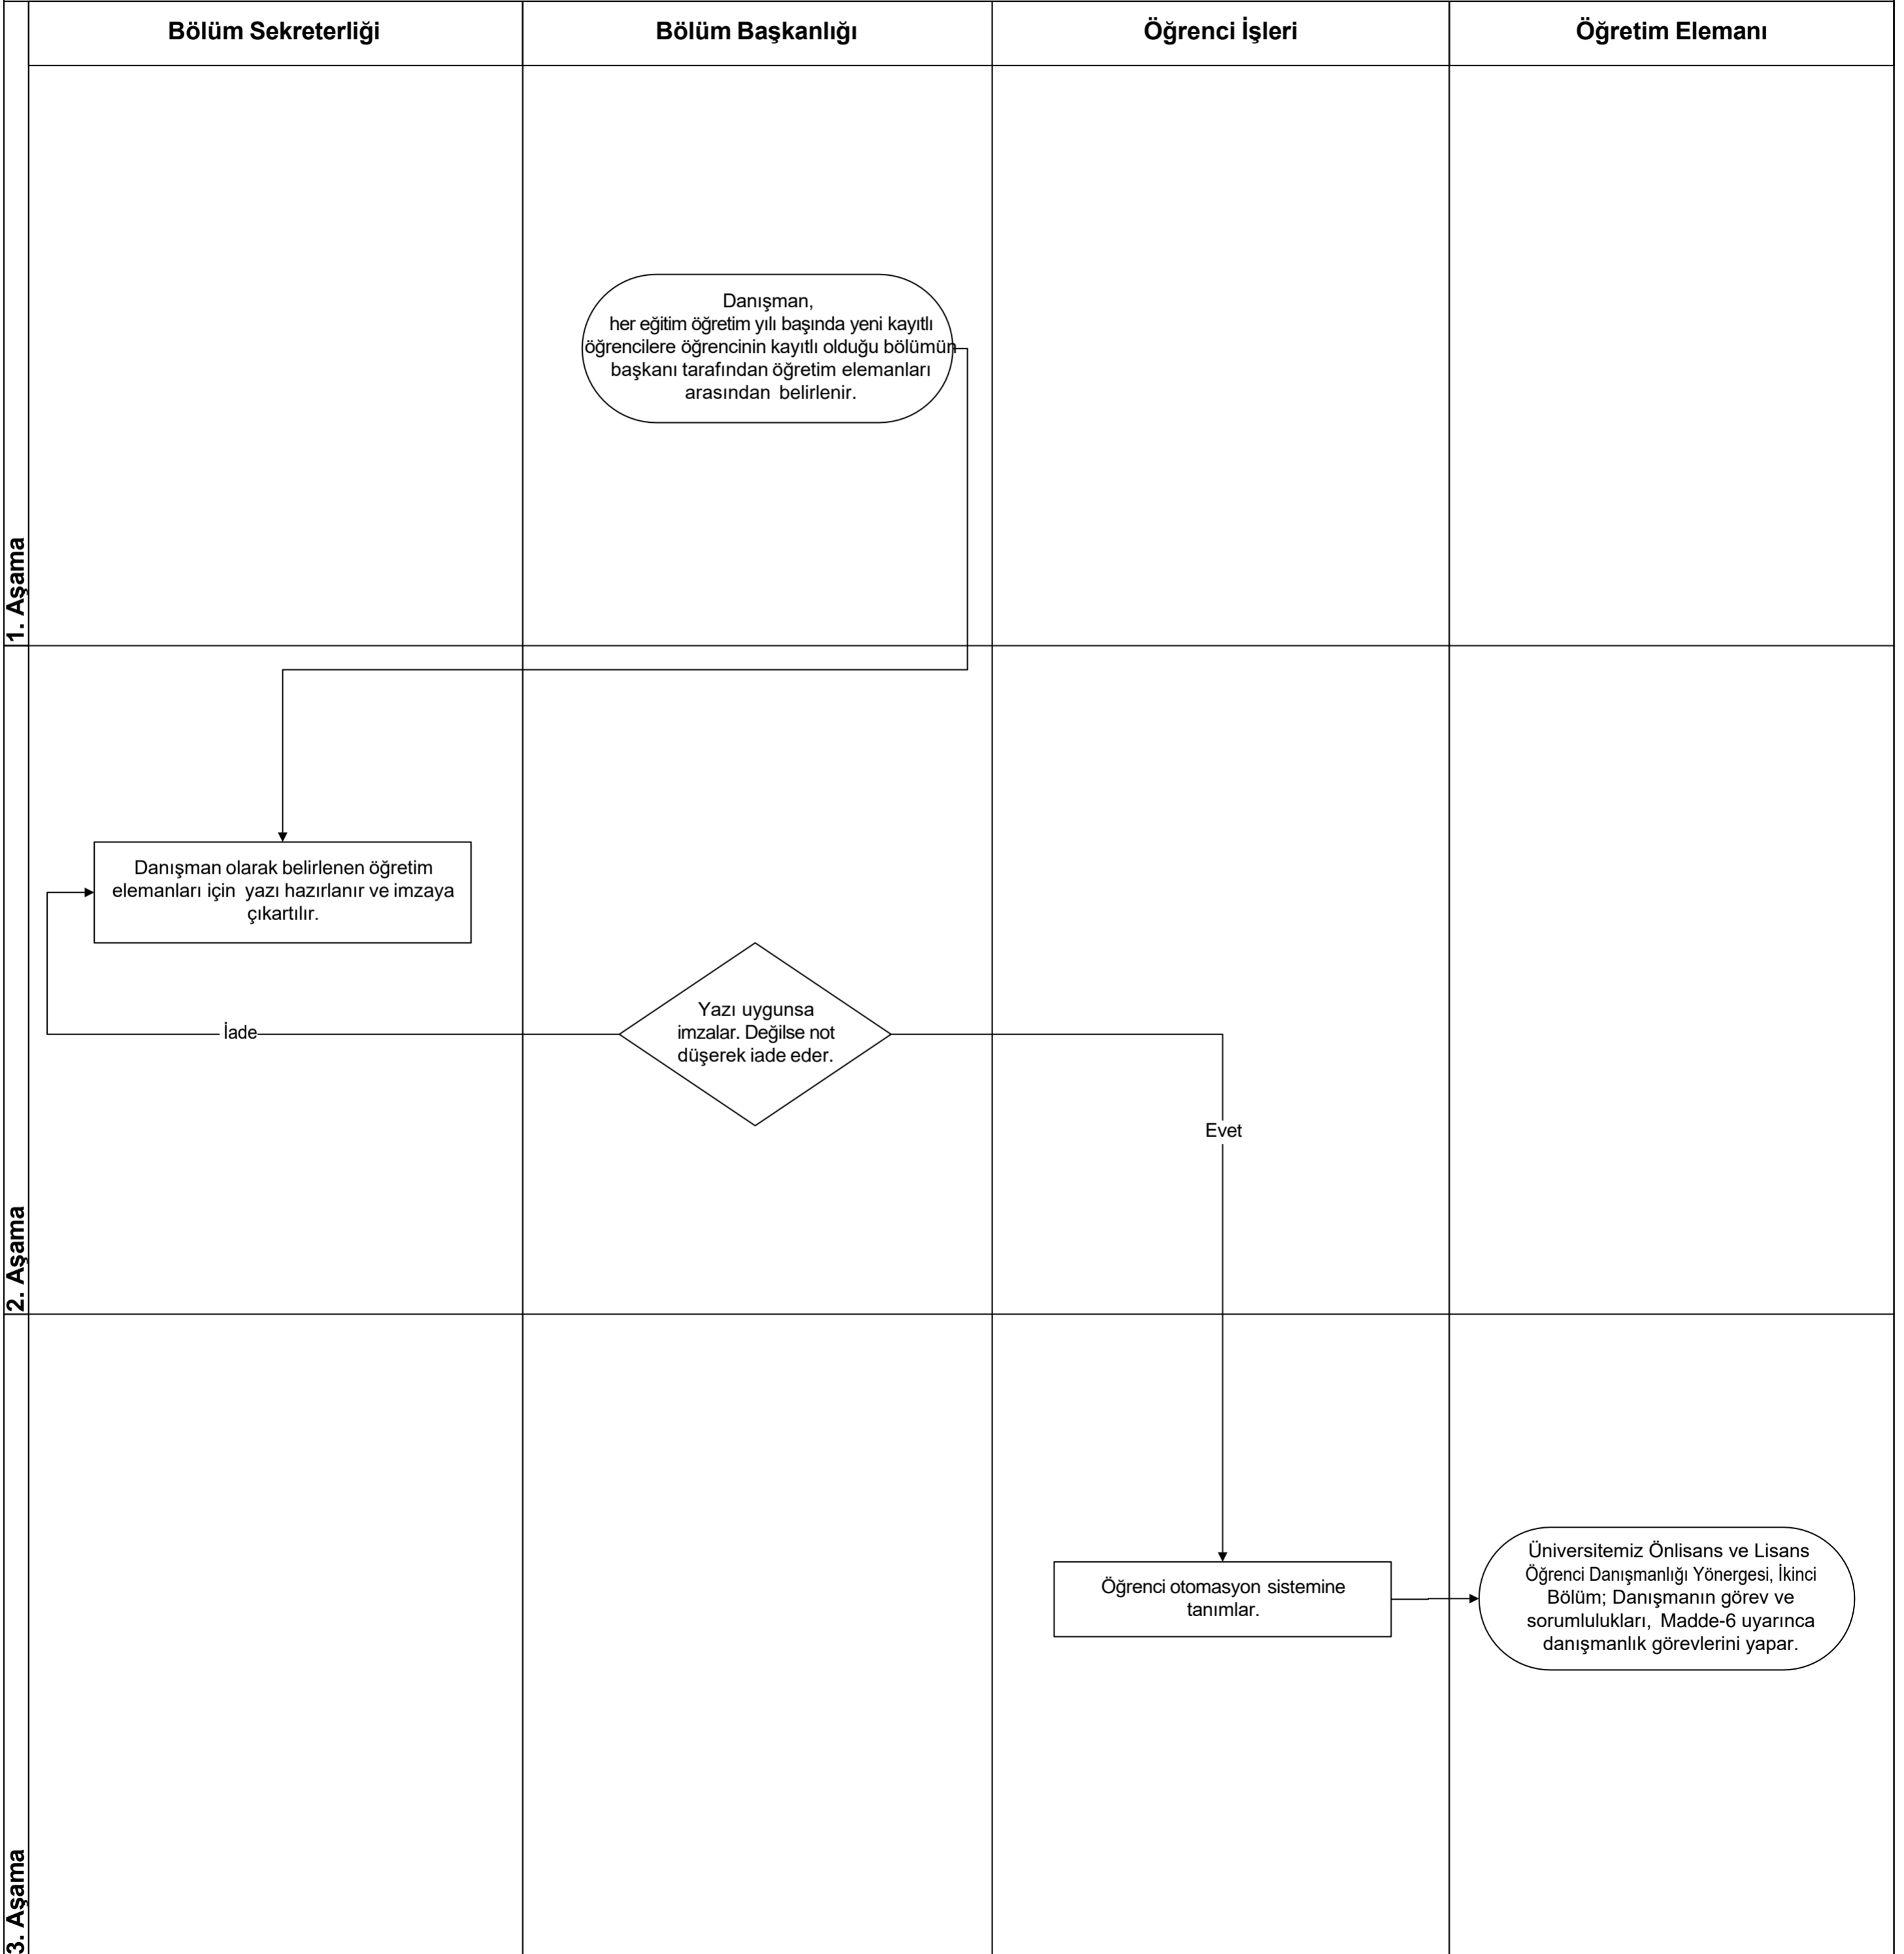 Bölüm Sekreterliği
Bölüm Başkanlığı
Öğrenci İşleri
Öğretim Elemanı
1. Aşama
Danışman,
her eğitim öğretim yılı başında yeni kayıtlı
öğrencilere öğrencinin kayıtlı olduğu bölümün
başkanı tarafından öğretim elemanları
arasından belirlenir.
2. Aşama
Danışman olarak belirlenen öğretim
elemanları için yazı hazırlanır ve imzaya
çıkartılır.
Yazı uygunsa
imzalar. Değilse not
düşerek iade eder.
İade
Evet
3. Aşama
Öğrenci otomasyon sistemine
tanımlar.
Üniversitemiz Önlisans ve Lisans
Öğrenci Danışmanlığı Yönergesi, İkinci
Bölüm; Danışmanın görev ve
sorumlulukları, Madde-6 uyarınca
danışmanlık görevlerini yapar.